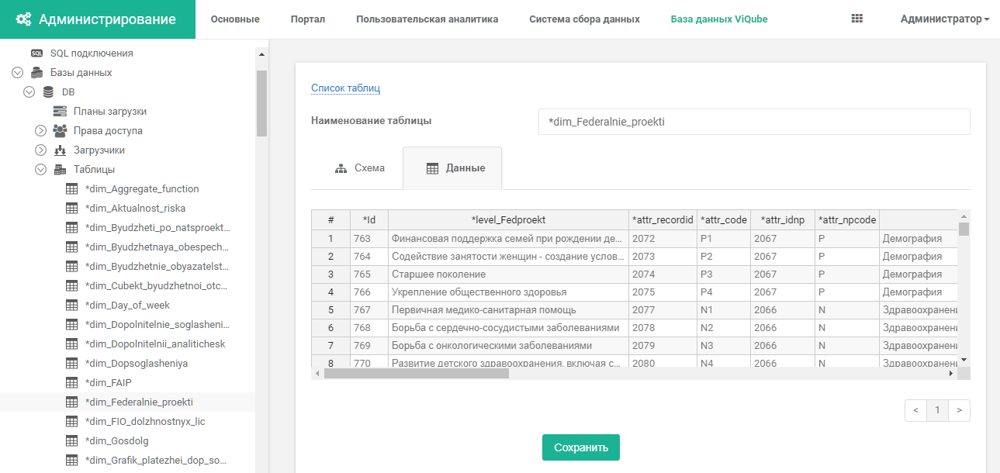 Администрирование
Основные Портал Пользовательская аналитика Система сбора данных База данных ViQube Администратор
SQL SQL подключения
Базы данных
DB
Планы загрузки
Права доступа
Загрузчики
Таблицы
*dim_Aggregate_function
*dim_Aktualnost_riska
*dim_Byudzheti_po_natsproekt...
*dim_Byudzhetnaya_obespech...
*dim_Byudzhetnie_obyazatelst...
*dim_Cubekt_byudzhetnoi_otc...
*dim_Day_of_week
*dim_Dopolnitelnie_soglasheni...
*dim_Dopolnitelnii_analitichesk
*dim_Dopsoglasheniya
*dim_FAIP
*dim_Federalnie_proekti
*dim_FIO_dolzhnostnyx_lic
*dim_Gosdolg
*dim_Grafik_platezhei_dop_so...
Список таблиц
Наименование таблицы *dim_Federalnie_proekti
Схема Данные
# *Id *level_Fedproekt *attr_recordid *attr_code *attr_idnp *attr_npcode
1 763 Финансовая поддержка семей при рождении де... 2072 P1 2067 P Демография
2 764 Содействие занятости женщин - создание услов... 2073 P2 2067 P Демография
3 765 Старшее поколение 2074 P3 2067 P Демография
4 766 Укрепление общественного здоровья 2075 P4 2067 P Демография
5 767 Первичная медико-санитарная помощь 2077 N1 2066 N Здравоохранени
6 768 Борьба с сердечно-сосудистыми заболеваниями 2078 N2 2066 N Здравоохранени
7 769 Борьба с онкологическими заболеваниями 2079 N3 2066 N Здравоохранени
8 770 Развитие детского здравоохранения, включая с... 2080 N4 2066 N Здравоохранени
< 1 >
Сохранить